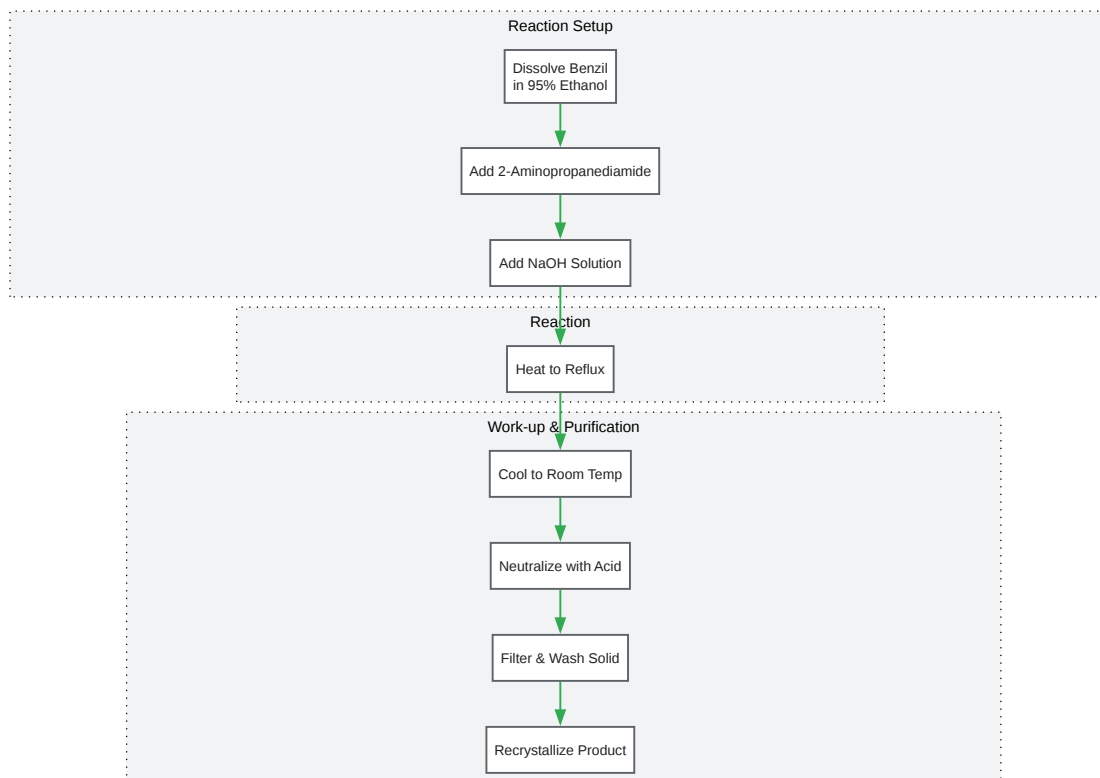 Reaction Setup
Dissolve Benzil
in 95% Ethanol
Add 2-Aminopropanediamide
Add NaOH Solution
Reaction
Heat to Reflux
Work-up & Purification
Cool to Room Temp
Neutralize with Acid
Filter & Wash Solid
Recrystallize Product